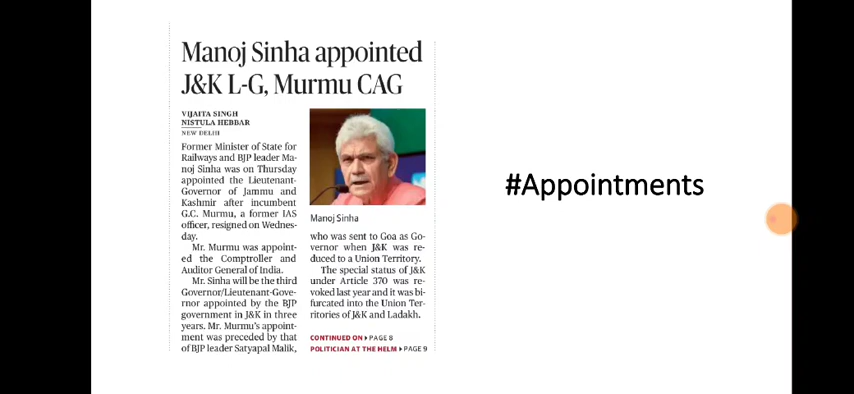 Manoj Sinha appointed
J&K L-G, Murmu CAG
VIJAITA SINGH
NISTULA HEBBAR
NEW DELHI
Former Minister of State for
Railways and BJP leader Ma-
noj Sinha was on Thursday
appointed the Lieutenant-
Governor of Jammu and
Kashmir after incumbent
G.C. Murmu, a former IAS
officer, resigned on Wednes-
day.
Mr. Murmu was appoint-
ed the Comptroller and
Auditor General of India.
Mr. Sinha will be the third
Governor/Lieutenant-Gove-
rnor appointed by the BJP
government in J&K in three
years. Mr. Murmu's appoint-
ment was preceded by that
of BJP leader Satyapal Malik,
Manoj Sinha
who was sent to Goa as Go-
vernor when J&K was re-
duced to a Union Territory.
The special status of J&K
under Article 370 was re-
voked last year and it was bi-
furcated into the Union Ter-
ritories of J&K and Ladakh.
CONTINUED ON PAGE 8
POLITICIAN AT THE HELM PAGE 9
#Appointments